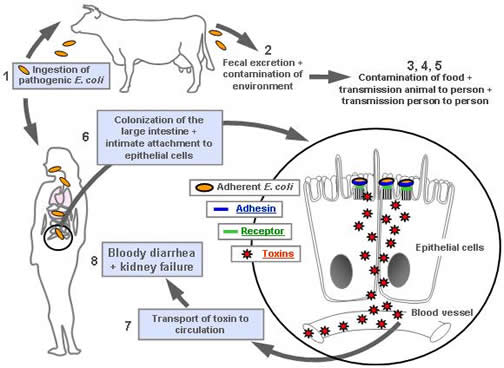 1
Ingestion of
pathogenic E. coli
2
Fecal excretion +
contamination of
environment
3, 4, 5
Contamination of food +
transmission animal to person +
transmission person to person
6
Colonization of the
large intestine +
intimate attachment to
epithelial cells
Adherent E. coli
Adhesin
Receptor
Toxins
Epithelial cells
Blood vessel
7
Transport of toxin to
circulation
8
Bloody diarrhea
+ kidney failure